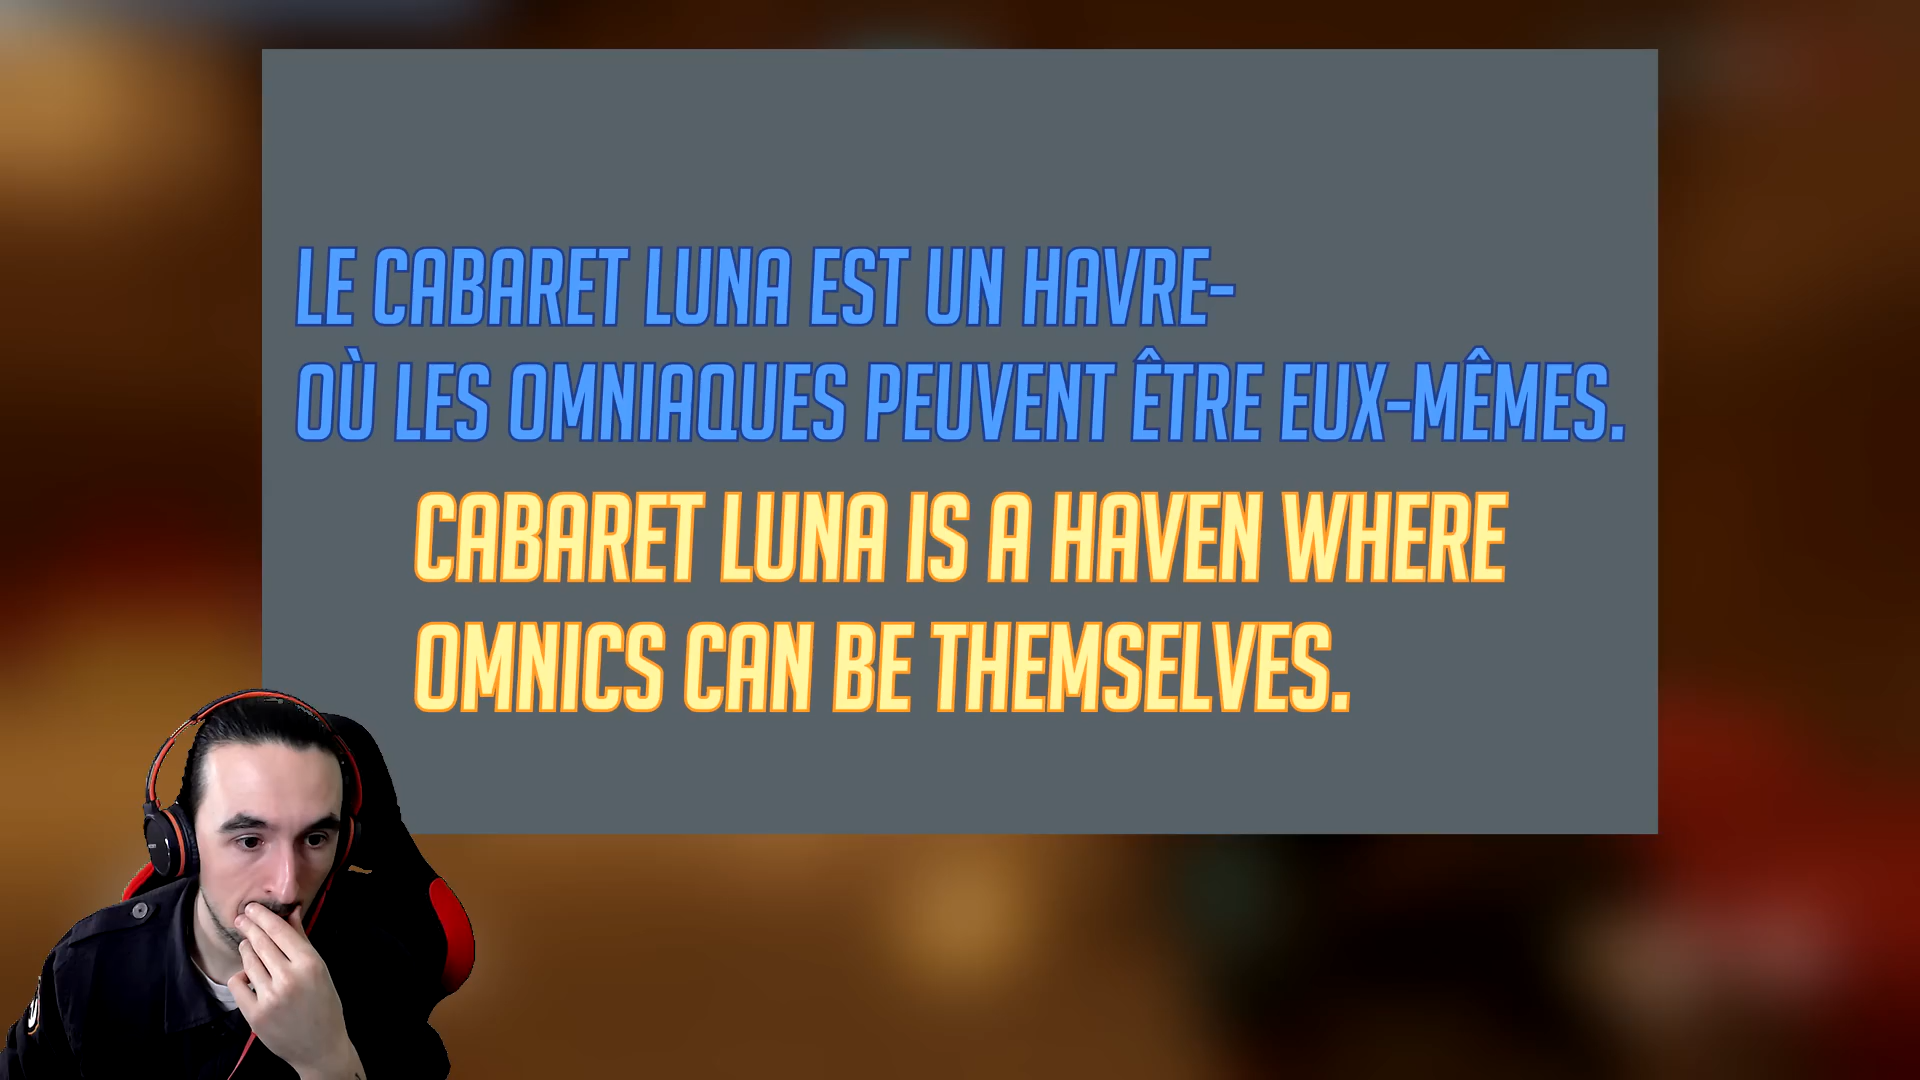 LE CABARET LUNA EST UN HAVRE-
OÙ LES OMNIAQUES PEUVENT ÊTRE EUX-MÊMES.
CABARET LUNA IS A HAVEN WHERE
OMNICS CAN BE THEMSELVES.